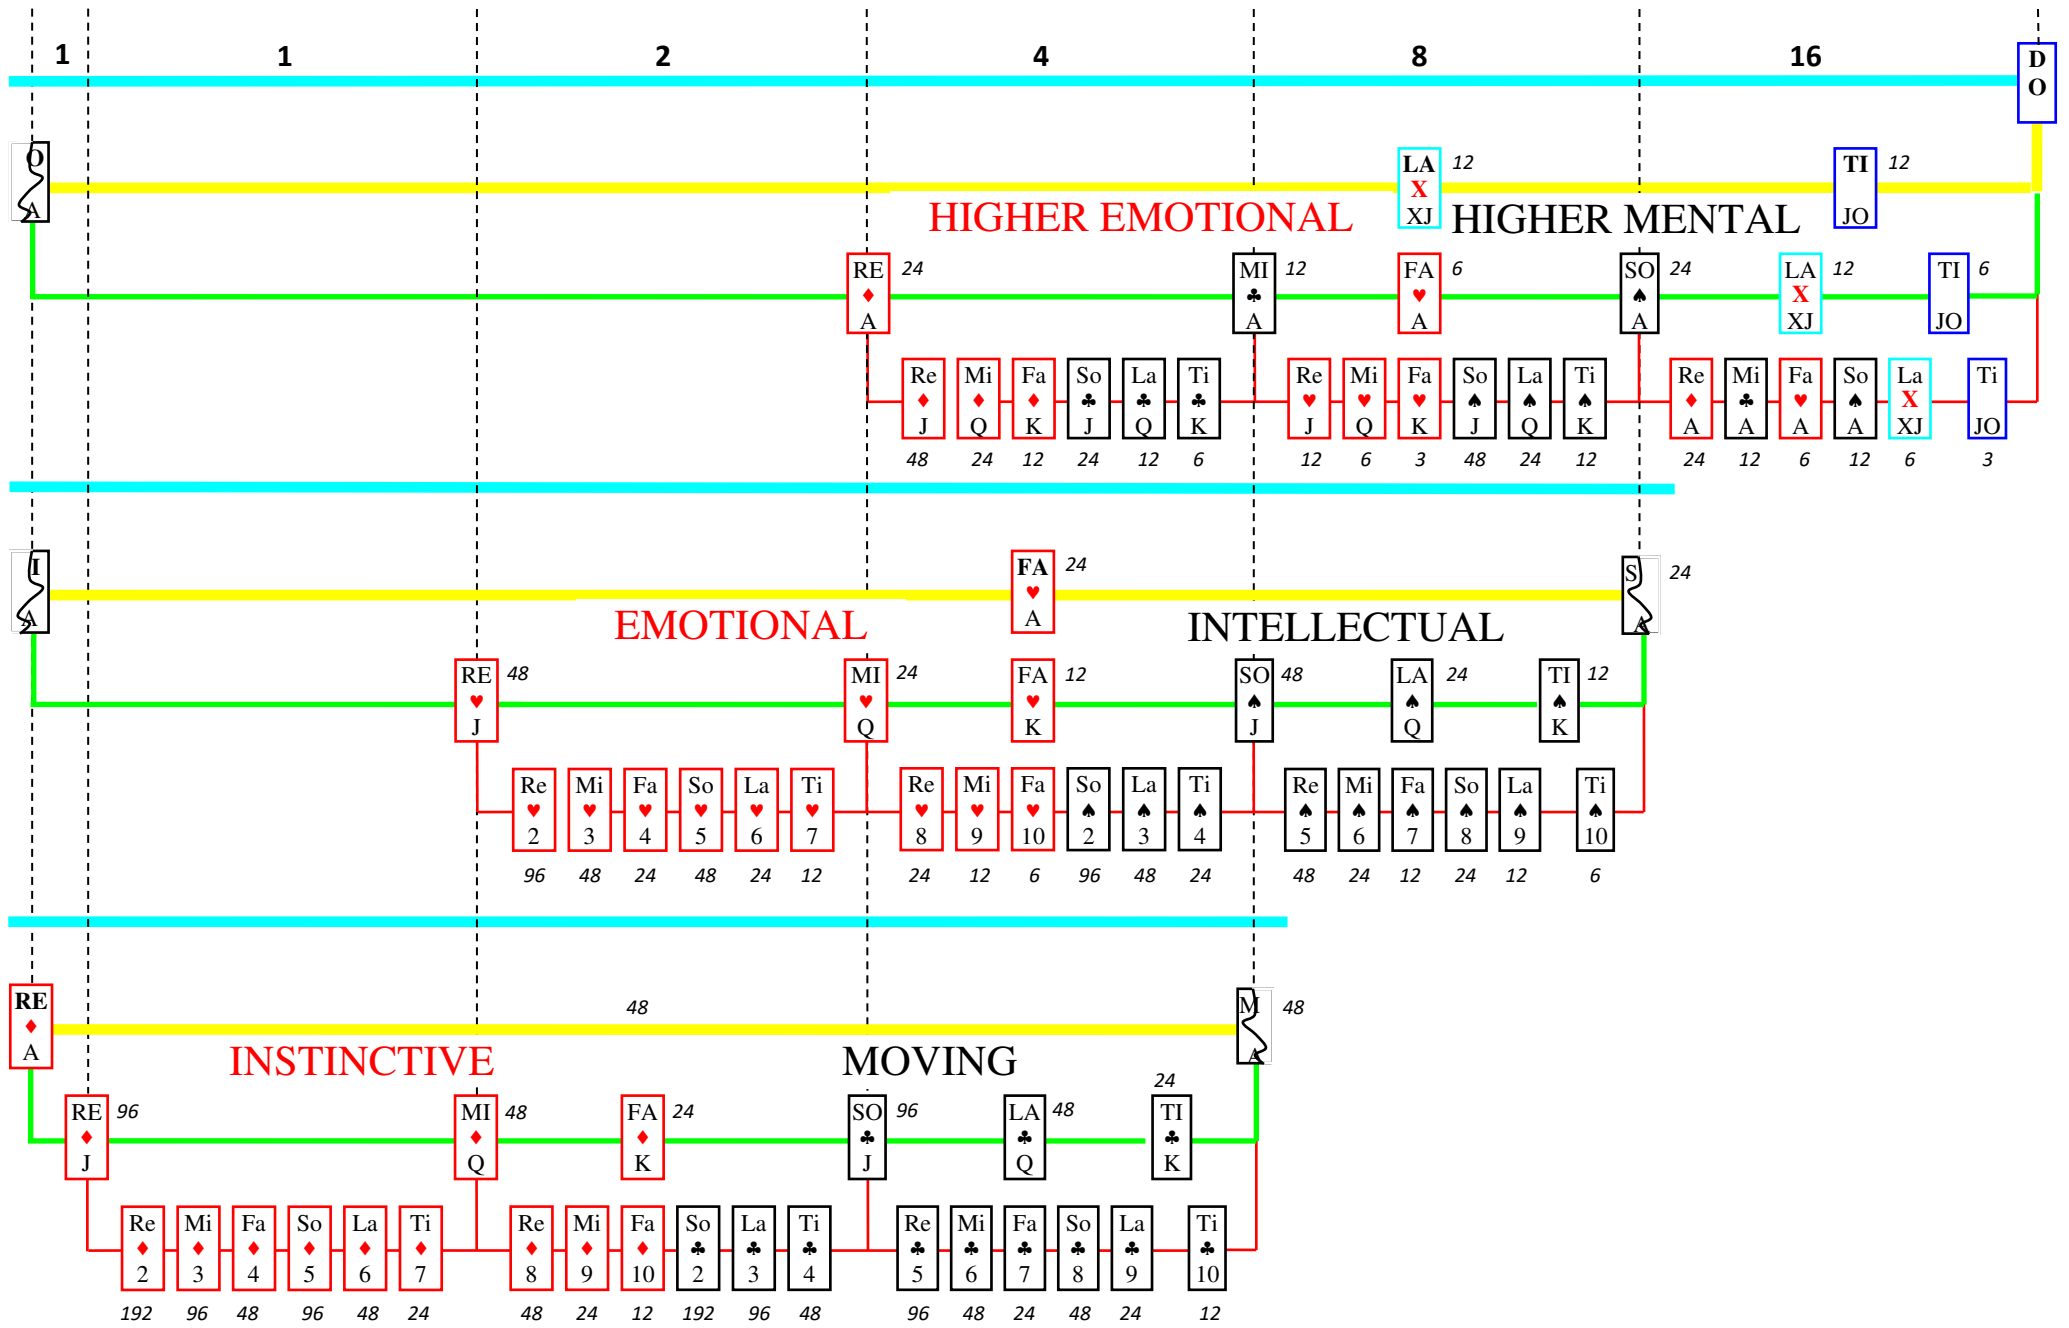 1 1 2 4 8 16
D
O
O
A
LA 12 TI 12
X
XJ JO
HIGHER EMOTIONAL HIGHER MENTAL
RE 24 MI 12 FA 6 SO 24 LA 12 TI 6
♦ ♣ ♥ ♠ X
A A A A XJ JO
Re Mi Fa So La Ti Re Mi Fa So La Ti Re Mi Fa So La Ti
♦ ♦ ♦ ♣ ♣ ♣ ♥ ♥ ♥ ♠ ♠ ♠ ♦ ♣ ♥ ♠ X
J Q K J Q K J Q K J Q K A A A A XJ JO
48 24 12 24 12 6 12 6 3 48 24 12 24 12 6 12 6 3
I FA 24 S 24
♥
A A A
EMOTIONAL INTELLECTUAL
RE 48 MI 24 FA 12 SO 48 LA 24 TI 12
♥ ♥ ♥ ♠ ♠ ♠
J Q K J Q K
Re Mi Fa So La Ti Re Mi Fa So La Ti Re Mi Fa So La Ti
♥ ♥ ♥ ♥ ♥ ♥ ♥ ♥ ♥ ♠ ♠ ♠ ♠ ♠ ♠ ♠ ♠ ♠
2 3 4 5 6 7 8 9 10 2 3 4 5 6 7 8 9 10
96 48 24 48 24 12 24 12 6 96 48 24 48 24 12 24 12 6
RE 48 M 48
♦
A A
INSTINCTIVE MOVING
RE 96 MI 48 FA 24 SO 96 LA 48 TI 24
♦ ♦ ♦ ♣ ♣ ♣
J Q K J Q K
Re Mi Fa So La Ti Re Mi Fa So La Ti Re Mi Fa So La Ti
♦ ♦ ♦ ♦ ♦ ♦ ♦ ♦ ♦ ♣ ♣ ♣ ♣ ♣ ♣ ♣ ♣ ♣
2 3 4 5 6 7 8 9 10 2 3 4 5 6 7 8 9 10
192 96 48 96 48 24 48 24 12 192 96 48 96 48 24 48 24 12